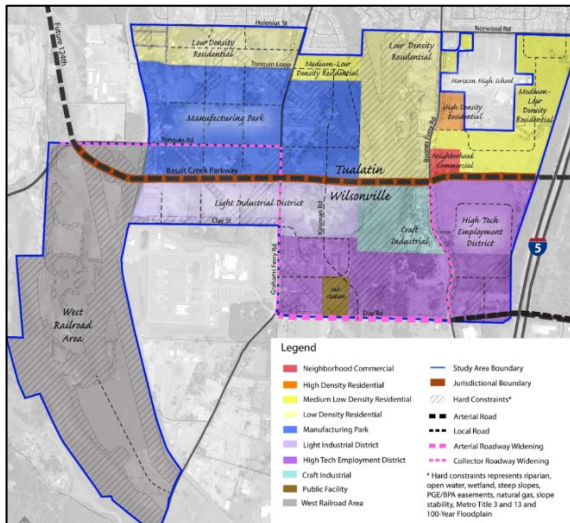 Helenius St
Norwood Rd
Future 124th
Low Density
Residential
Tonquin Loop
Medium-Low
Density Residential
Low Density
Residential
Horizon High School
Medium-
Low
Density
Residential
High Density
Residential
Manufacturing Park
Boones Ferry Rd
Tonquin Rd
Neighborhood
Commercial
Basalt Creek Parkway
Tualatin
Wilsonville
Light Industrial District
Clay St
Kinsman Rd
Craft
Industrial
High Tech
Employment
District
5
Grahams Ferry Rd
Sub-
station
Day Rd
West
Railroad
Area
Legend
Neighborhood Commercial
High Density Residential
Medium Low Density Residential
Low Density Residential
Manufacturing Park
Light Industrial District
High Tech Employment District
Craft Industrial
Public Facility
West Railroad Area
Study Area Boundary
Jurisdictional Boundary
Hard Constraints*
Arterial Road
Local Road
Arterial Roadway Widening
Collector Roadway Widening
* Hard constraints represents riparian,
open water, wetland, steep slopes,
PGE/BPA easements, natural gas, slope
stability, Metro Title 3 and 13 and
100-Year Floodplain